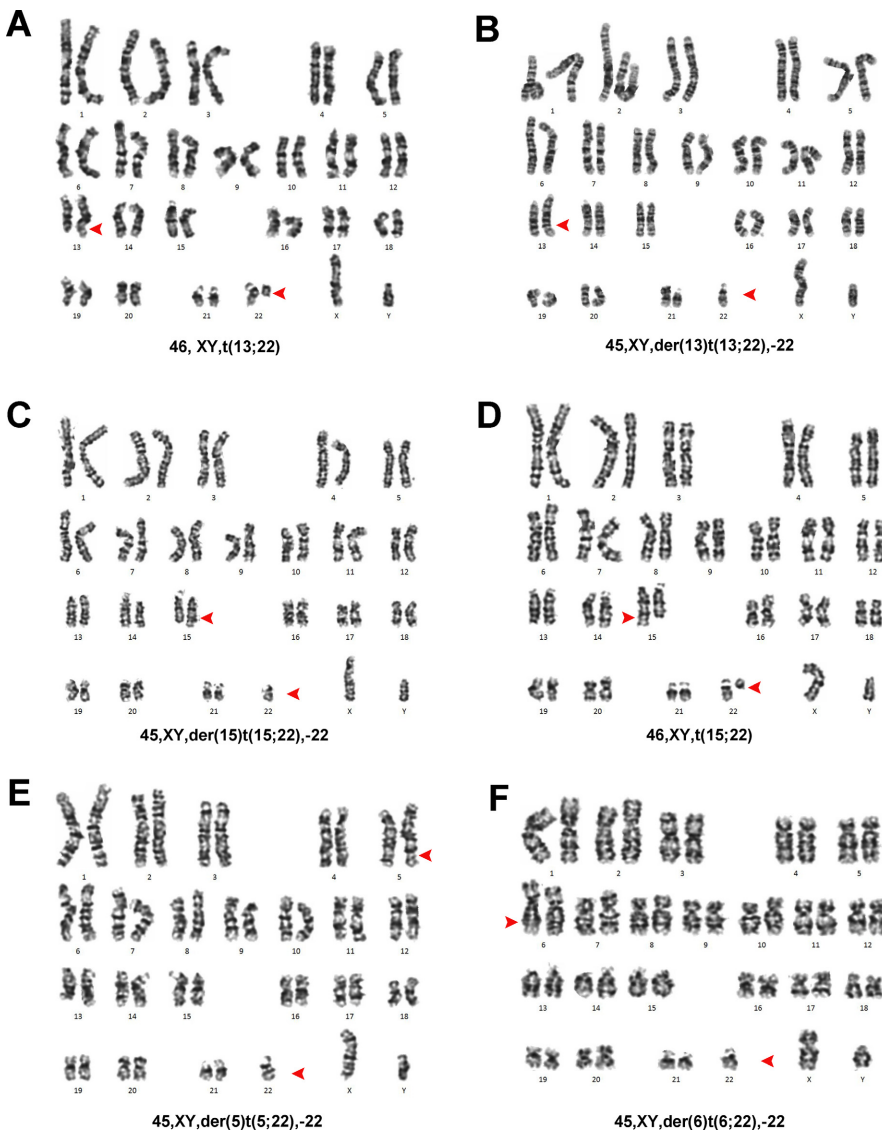 A
1 2 3 4 5
6 7 8 9 10 11 12
13 14 15 16 17 18
19 20 21 22 X Y
46, XY,t(13;22)
B
1 2 3 4 5
6 7 8 9 10 11 12
13 14 15 16 17 18
19 20 21 22 X Y
45,XY,der(13)t(13;22),-22
C
1 2 3 4 5
6 7 8 9 10 11 12
13 14 15 16 17 18
19 20 21 22 X Y
45,XY,der(15)t(15;22),-22
D
1 2 3 4 5
6 7 8 9 10 11 12
13 14 15 16 17 18
19 20 21 22 X Y
46,XY,t(15;22)
E
1 2 3 4 5
6 7 8 9 10 11 12
13 14 15 16 17 18
19 20 21 22 X Y
45,XY,der(5)t(5;22),-22
F
1 2 3 4 5
6 7 8 9 10 11 12
13 14 15 16 17 18
19 20 21 22 X Y
45,XY,der(6)t(6;22),-22